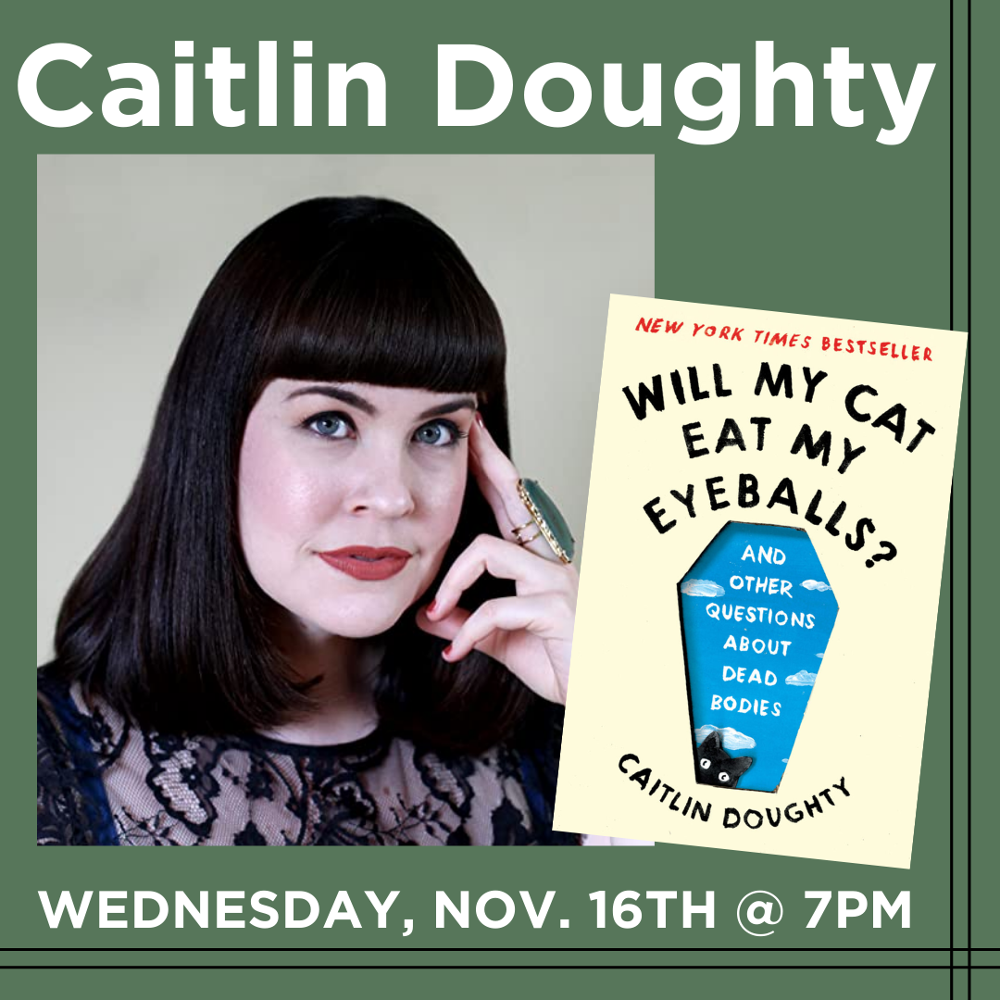 Caitlin Doughty
NEW YORK TIMES BESTSELLER
WILL MY CAT
EAT MY
EYEBALLS?
AND
OTHER
QUESTIONS
ABOUT
DEAD
BODIES
CAITLIN DOUGHTY
WEDNESDAY, NOV. 16TH @ 7PM